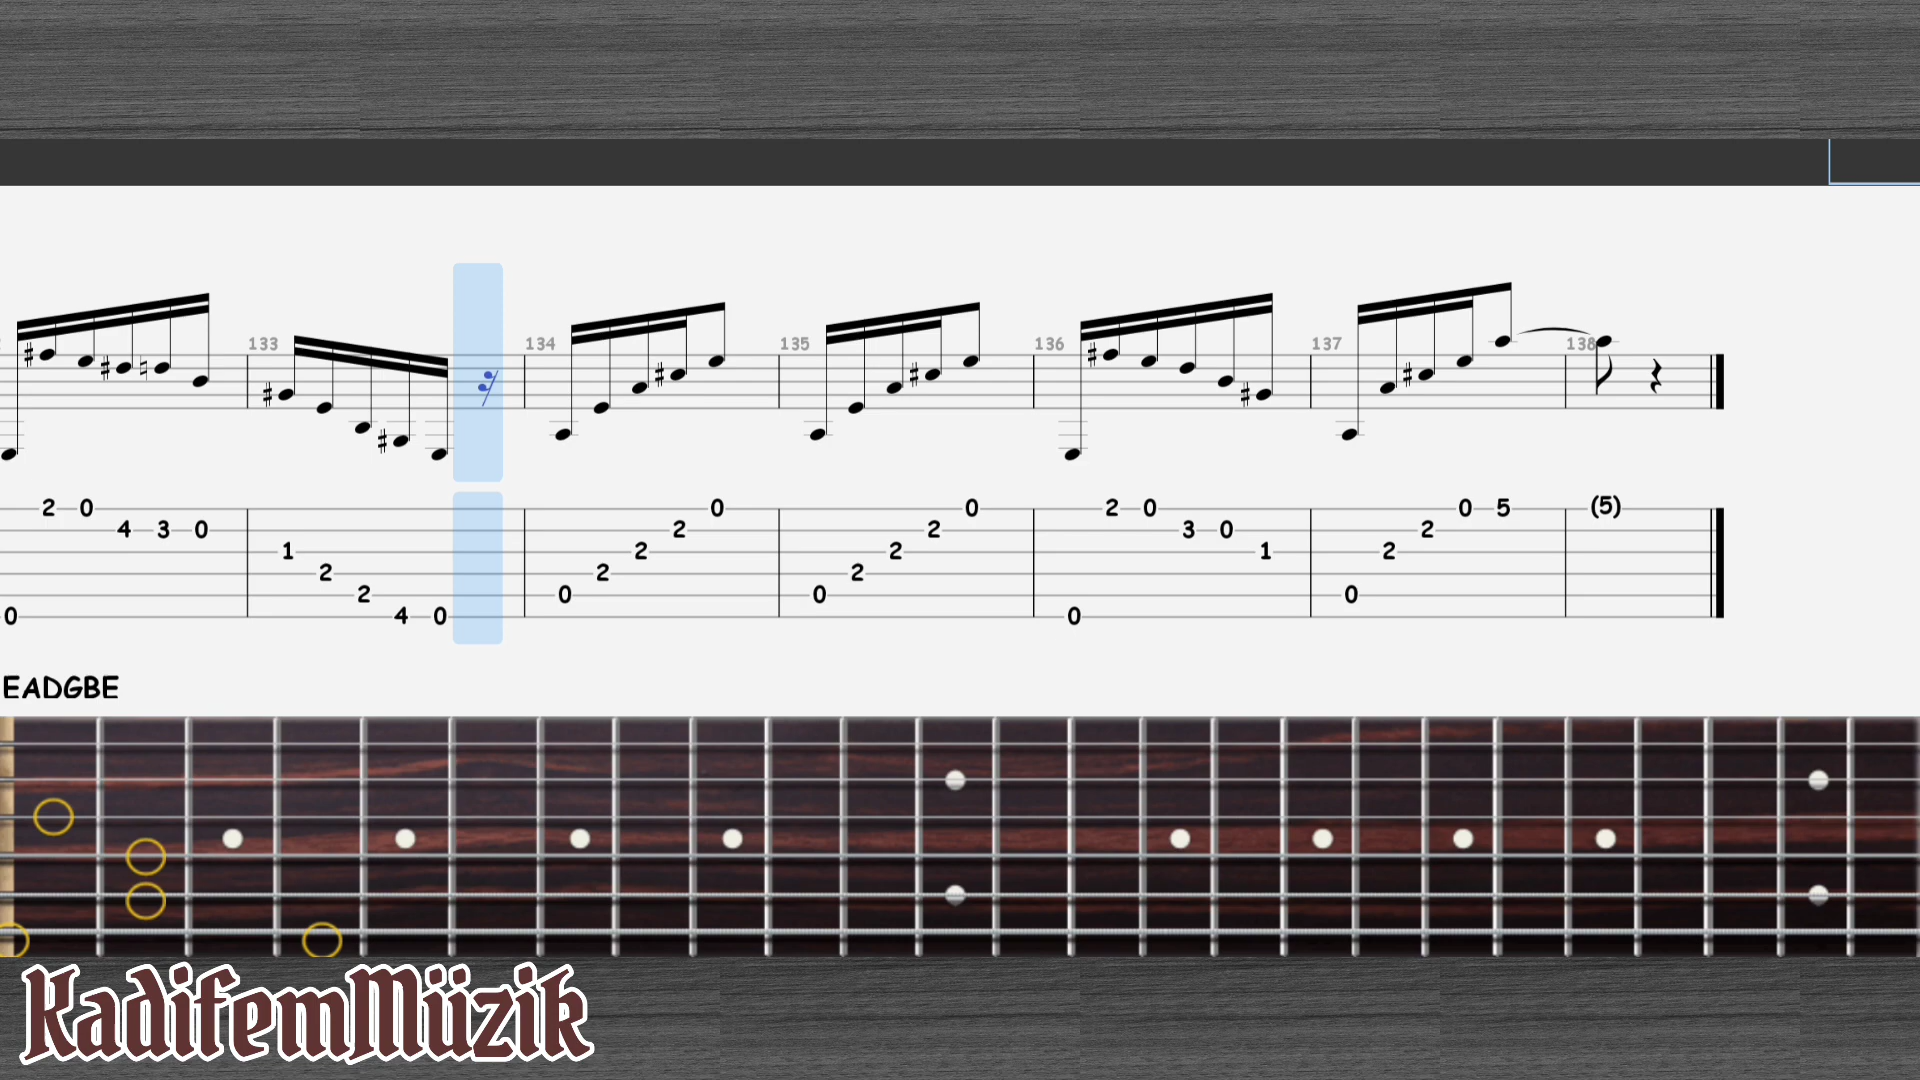 133 134 135 136 137 138
2 0 0 0 2 0 0 5 (5)
4 3 0 2 2 3 0 2
1 2 2 1 2
2 2 2
2 0 0 0
0 4 0 0
EADGBE
KadifemMüzik